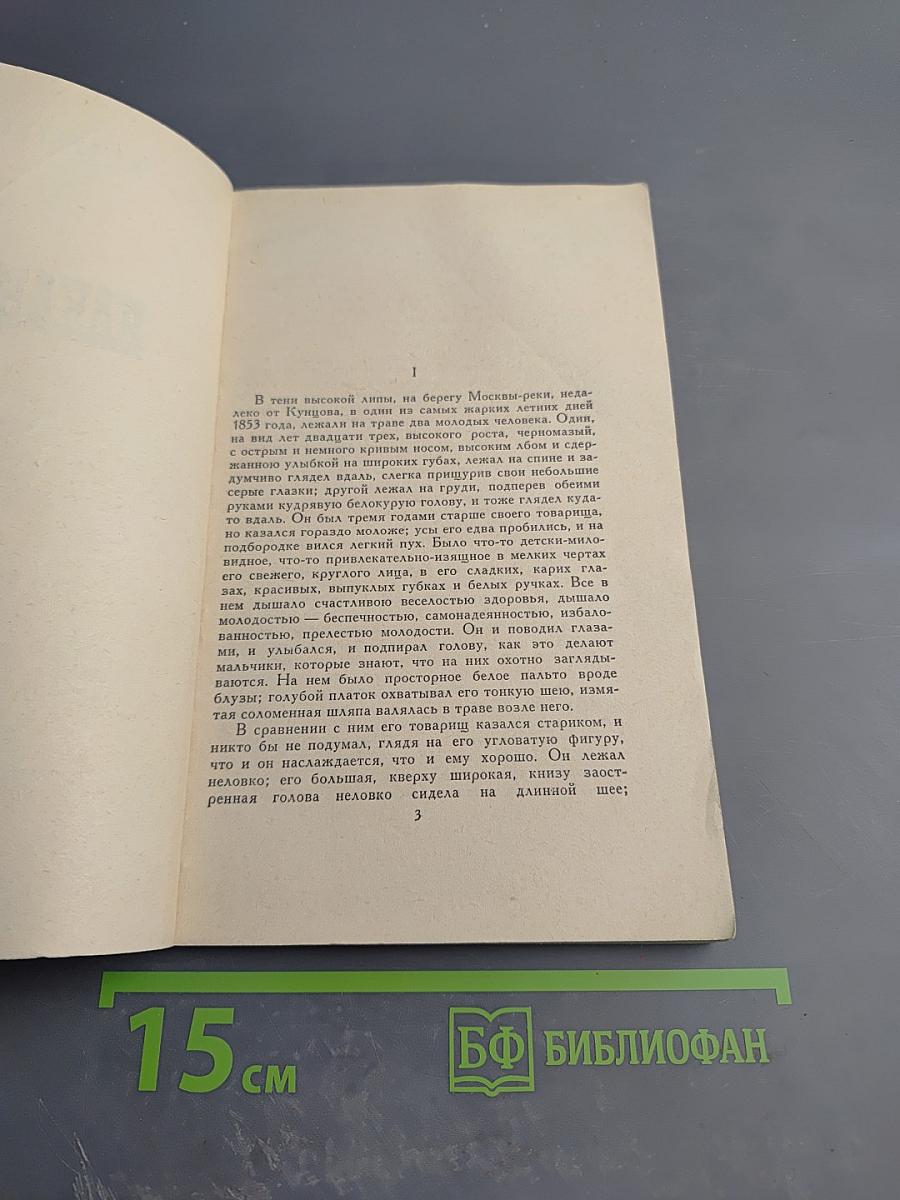 I
В тени высокой липы, на берегу Москвы-реки, неда-
леко от Кунцова, в один из самых жарких летних дней
1853 года, лежали на траве два молодых человека. Один,
на вид лет двадцати трех, высокого роста, черномазый,
с острым и немного кривым носом, высоким лбом и сдер-
жанною улыбкой на широких губах, лежал на спине и за-
думчиво глядел вдаль, слегка прищурив свои небольшие
серые глазки; другой лежал на груди, подперев обеими
руками кудрявую белокурую голову, и тоже глядел куда-
то вдаль. Он был тремя годами старше своего товарища,
но казался гораздо моложе; усы его едва пробились, и на
подбородке вился легкий пух. Было что-то детски-мило-
видное, что-то привлекательно-изящное в мелких чертах
его свежего, круглого лица, в его сладких, карих гла-
зах, красивых, выпуклых губках и белых ручках. Все в
нем дышало счастливою веселостью здоровья, дышало
молодостью — беспечностью, самонадеянностью, избало-
ванностью, прелестью молодости. Он и поводил глаза-
ми, и улыбался, и подпирал голову, как это делают
мальчики, которые знают, что на них охотно загляды-
ваются. На нем было просторное белое пальто вроде
блузы; голубой платок охватывал его тонкую шею, измя-
тая соломенная шляпа валялась в траве возле него.
В сравнении с ним его товарищ казался стариком, и
никто бы не подумал, глядя на его угловатую фигуру,
что и он наслаждается, что и ему хорошо. Он лежал
неловко; его большая, кверху широкая, книзу заост-
ренная голова неловко сидела на длинной шее;
3
15 см
БФ БИБЛИОФАН